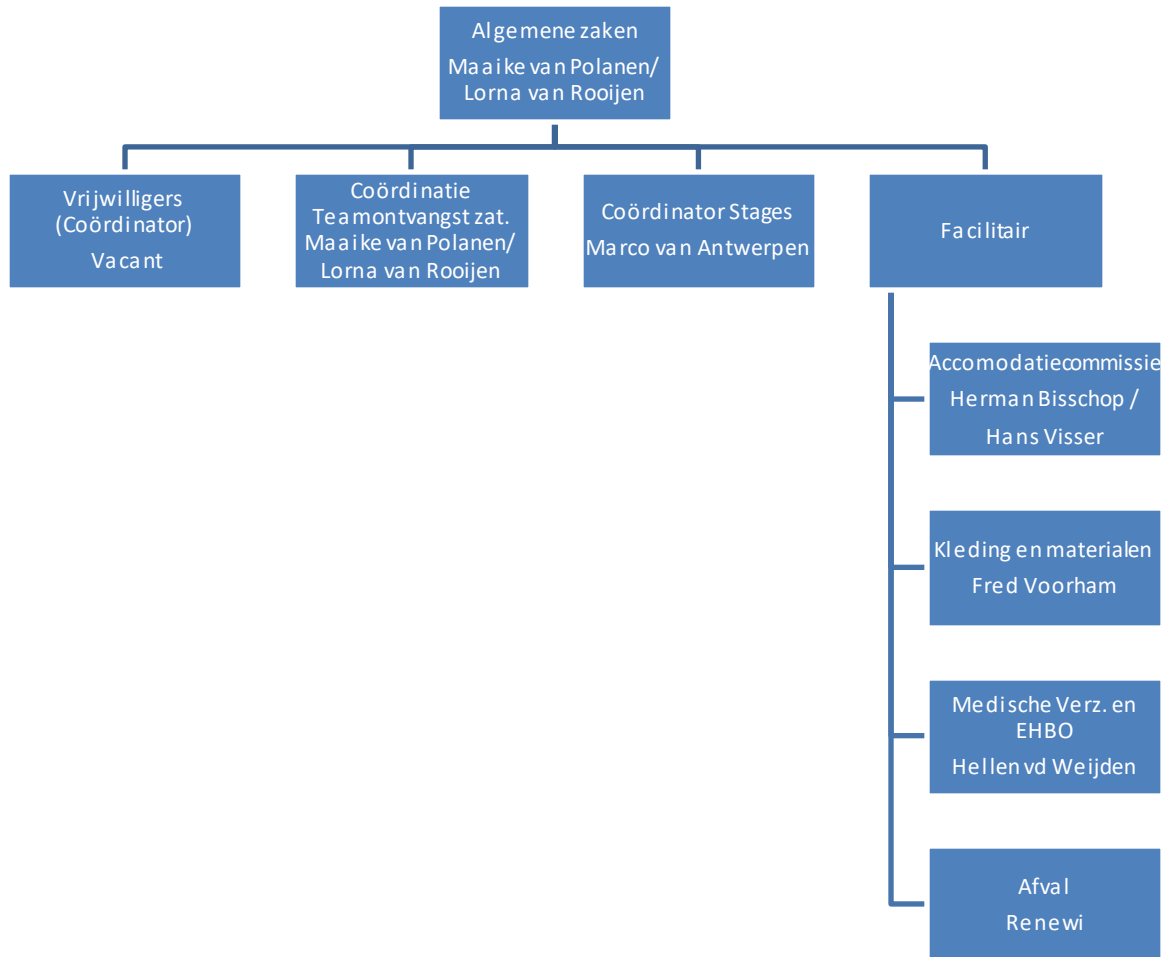 Algemene zaken
Maaike van Polanen/
Lorna van Rooijen
Vrijwilligers
(Coördinator)
Vacant
Coördinatie
Teamontvangst zat.
Maaike van Polanen/
Lorna van Rooijen
Coördinator Stages
Marco van Antwerpen
Facilitair
Accomodatiecommissie
Herman Bisschop /
Hans Visser
Kleding en materialen
Fred Voorham
Medische Verz. en
EHBO
Hellen vd Weijden
Afval
Renewi